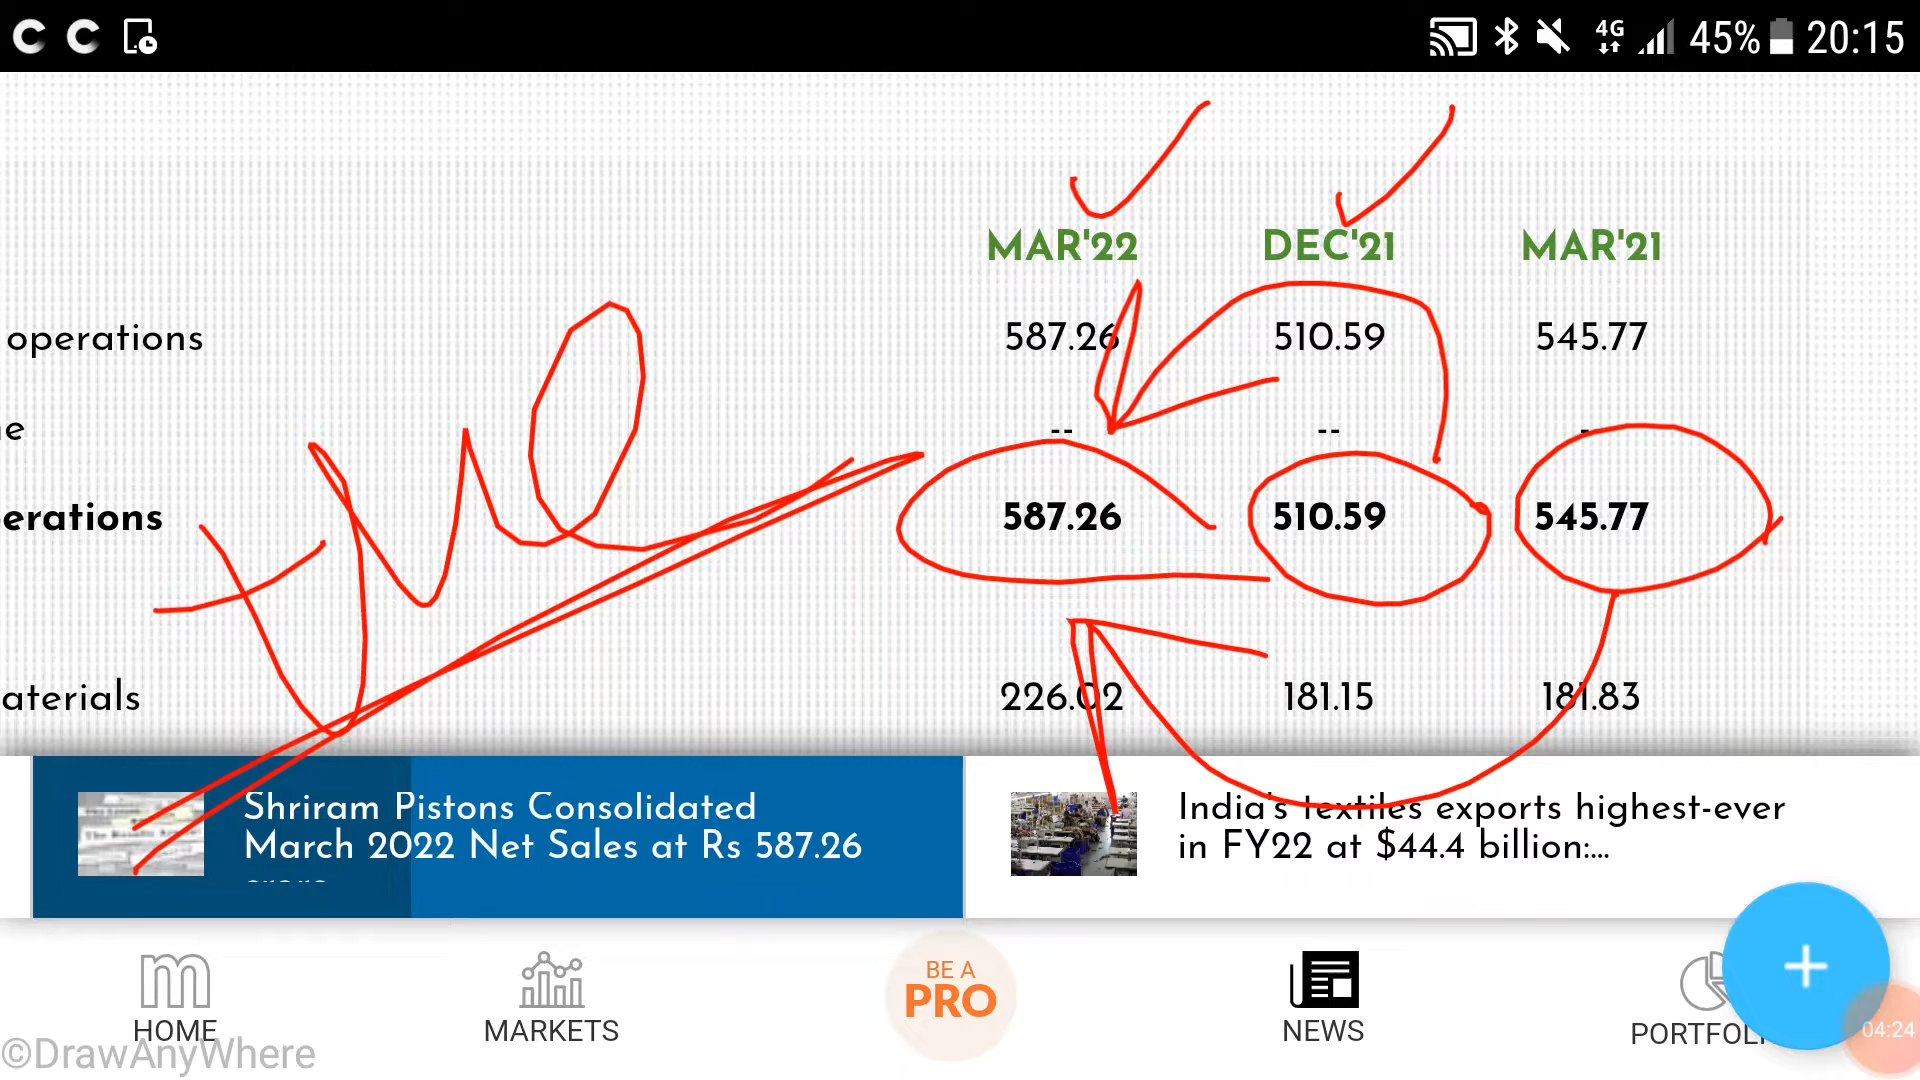 4G 45% 20:15
MAR'22 DEC'21 MAR'21
operations 587.26 510.59 545.77
e -- --
erations 587.26 510.59 545.77
aterials 226.02 181.15 181.83
Shriram Pistons Consolidated
March 2022 Net Sales at Rs 587.26
India's textiles exports highest-ever
in FY22 at $44.4 billion:...
HOME MARKETS BE A PRO NEWS PORTFOLI
04:24
©DrawAnyWhere